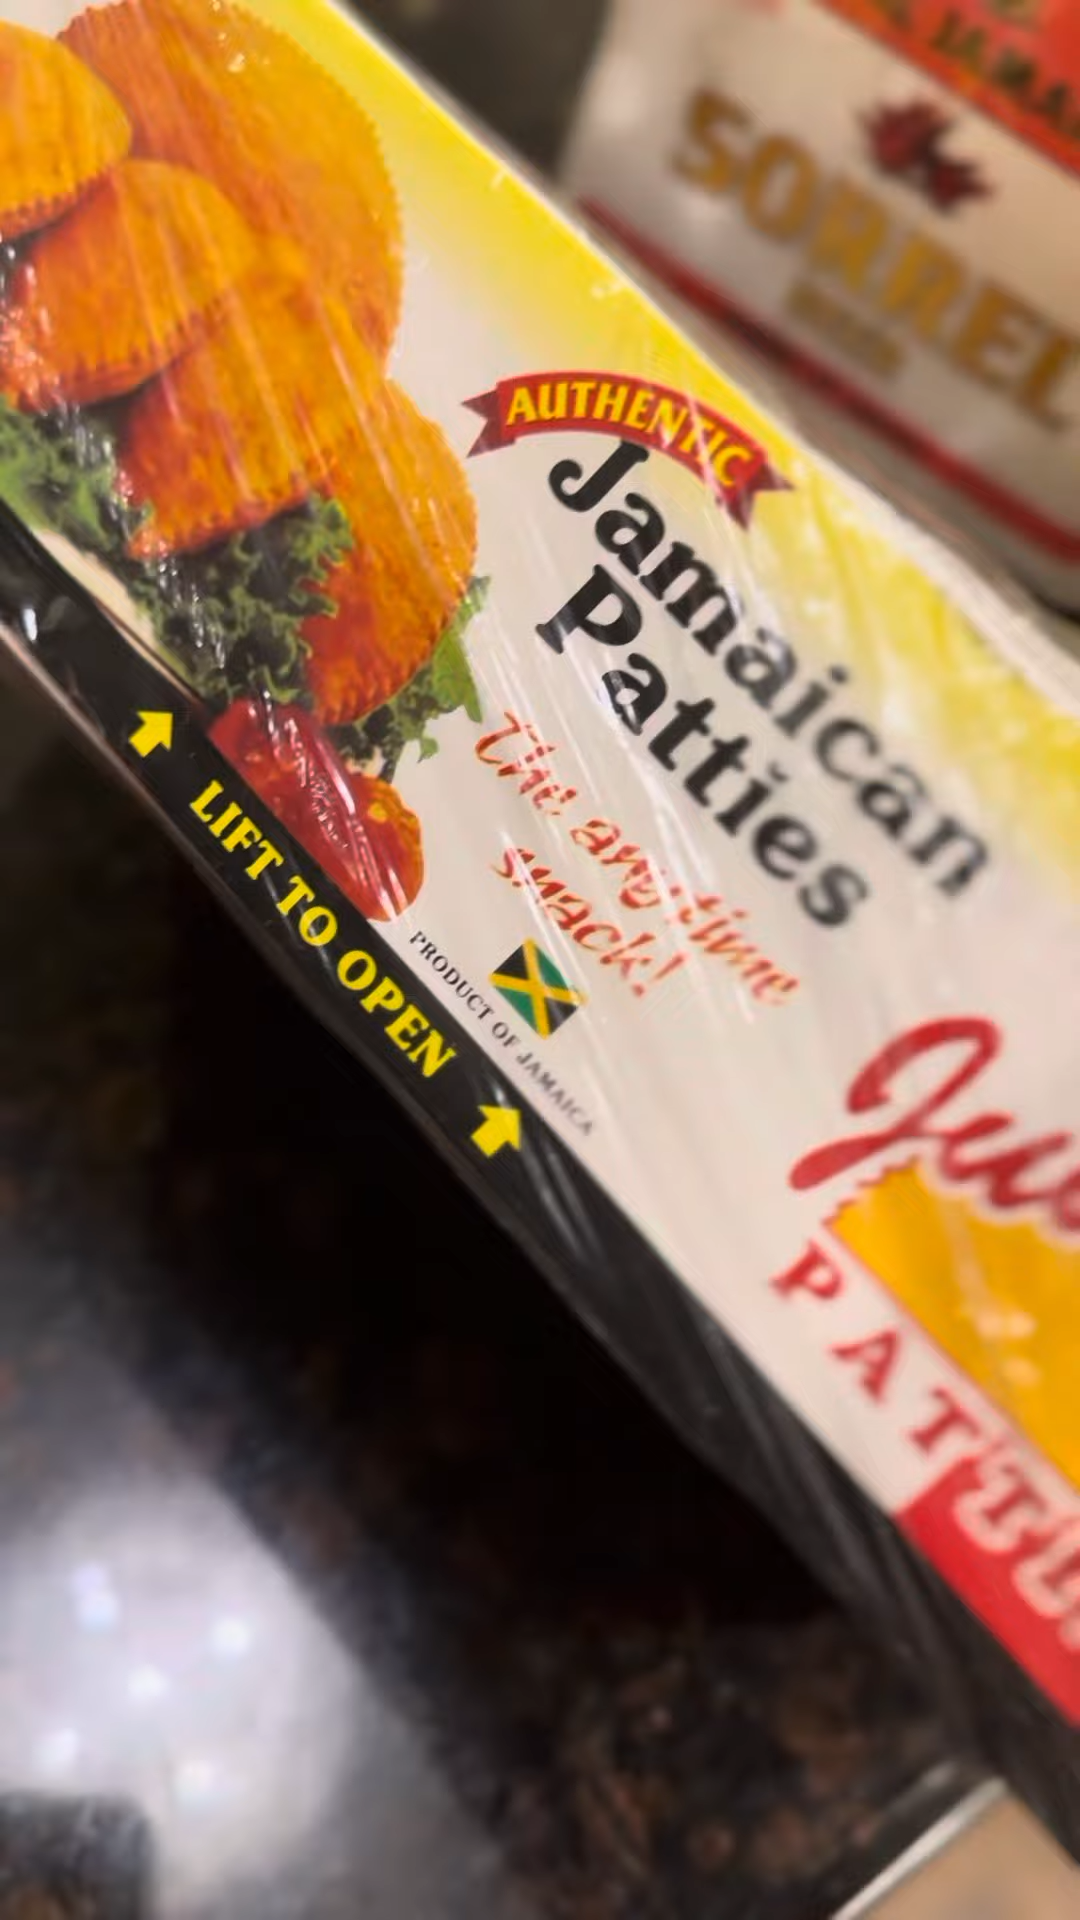 SORREL
AUTHENTIC
Jamaican
Patties
The anytime
snack!
PRODUCT OF JAMAICA
LIFT TO OPEN